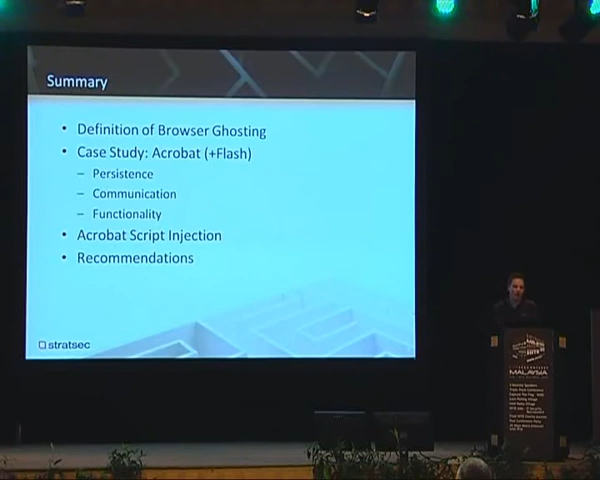 Summary
• Definition of Browser Ghosting
• Case Study: Acrobat (+Flash)
– Persistence
– Communication
– Functionality
• Acrobat Script Injection
• Recommendations
stratsec
MALAYSIA